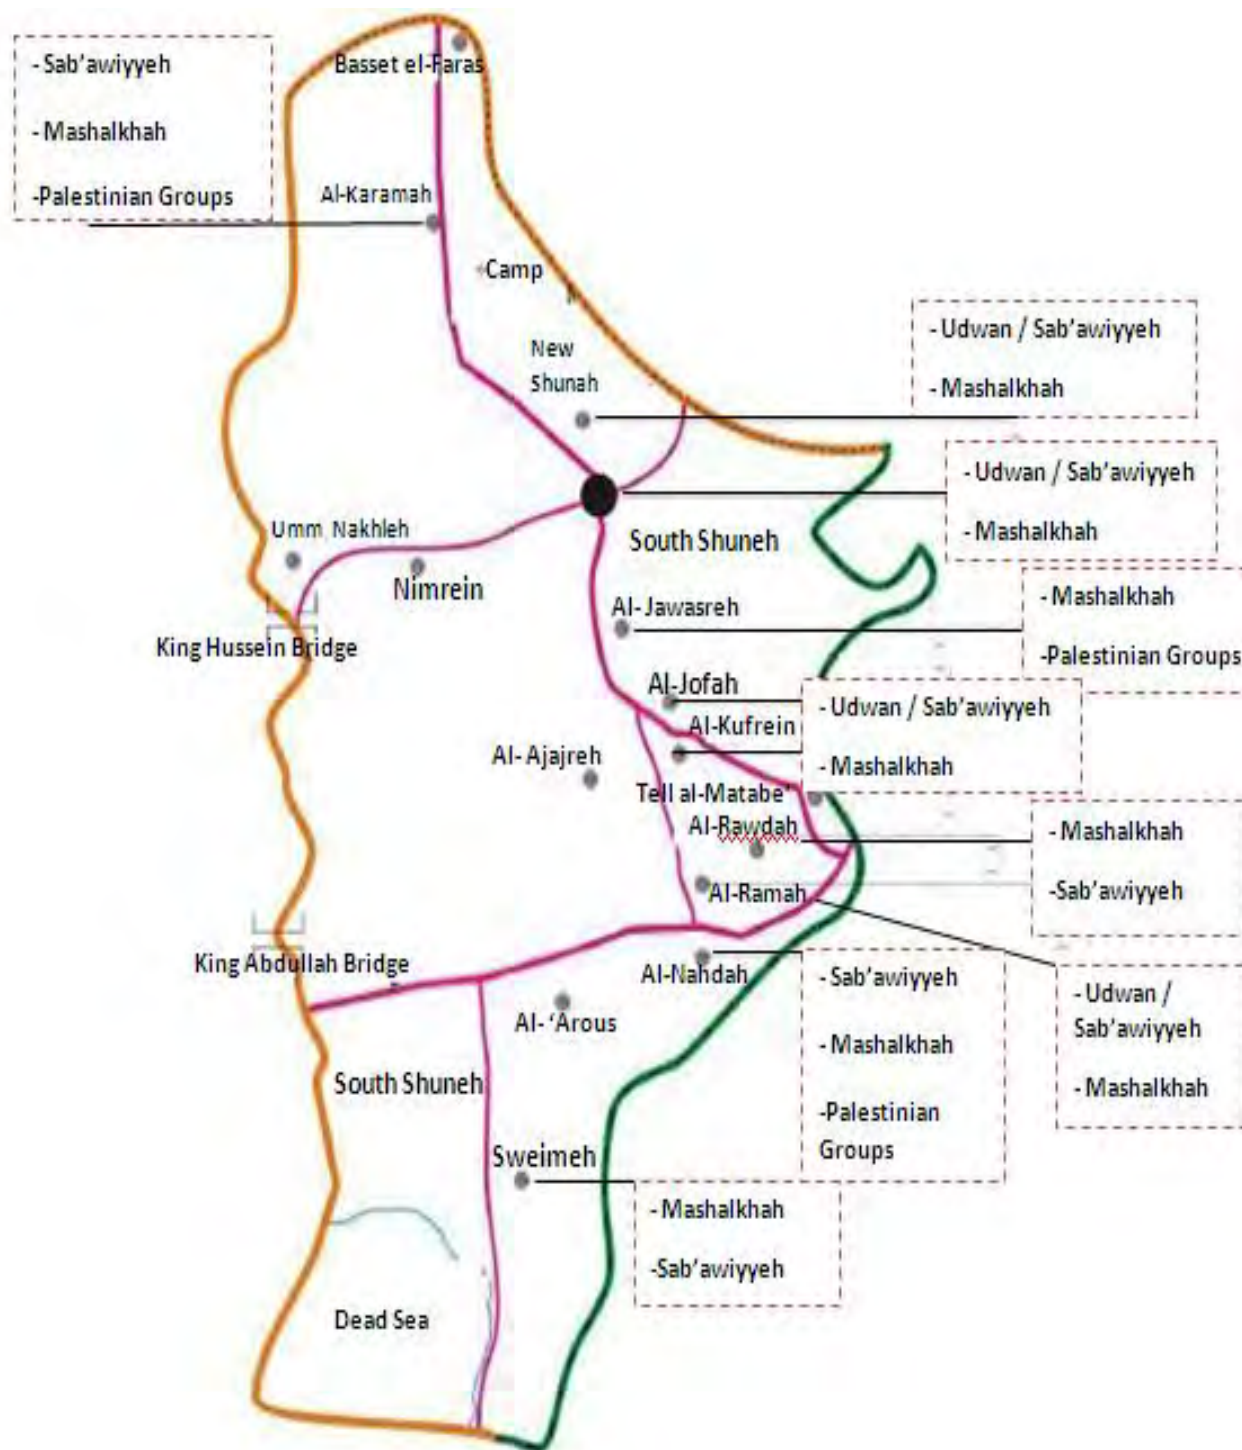 - Sab'awiyyeh
- Mashalkhah
-Palestinian Groups
Basset el-Faras
Al-Karamah
Camp
New
Shunah
- Udwan / Sab'awiyyeh
- Mashalkhah
- Udwan / Sab'awiyyeh
- Mashalkhah
Umm Nakhleh
Nimrein
South Shuneh
King Hussein Bridge
Al-Jawasreh
- Mashalkhah
-Palestinian Groups
Al-Jofah
Al-Kufrein
- Udwan / Sab'awiyyeh
- Mashalkhah
Al- Ajajreh
Tell al-Matabe'
Al-Rawdah
- Mashalkhah
-Sab'awiyyeh
Al-Ramah
King Abdullah Bridge
Al-Nahdah
- Sab'awiyyeh
- Mashalkhah
-Palestinian
Groups
- Udwan /
Sab'awiyyeh
- Mashalkhah
Al- ‘Arous
South Shuneh
Sweimeh
- Mashalkhah
-Sab'awiyyeh
Dead Sea